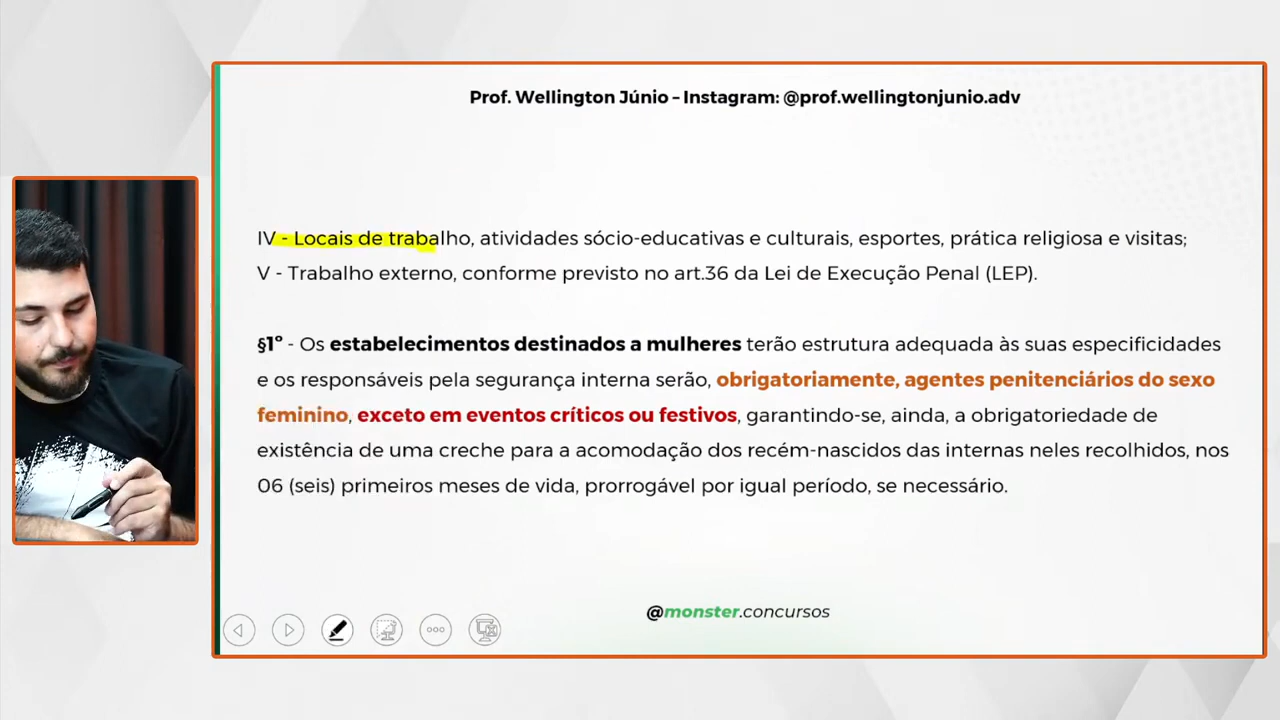 Prof. Wellington Júnio – Instagram: @prof.wellingtonjunio.adv
IV - Locais de trabalho, atividades sócio-educativas e culturais, esportes, prática religiosa e visitas;
V - Trabalho externo, conforme previsto no art.36 da Lei de Execução Penal (LEP).
§1º - Os estabelecimentos destinados a mulheres terão estrutura adequada às suas especificidades
e os responsáveis pela segurança interna serão, obrigatoriamente, agentes penitenciários do sexo
feminino, exceto em eventos críticos ou festivos, garantindo-se, ainda, a obrigatoriedade de
existência de uma creche para a acomodação dos recém-nascidos das internas neles recolhidos, nos
06 (seis) primeiros meses de vida, prorrogável por igual período, se necessário.
@monster.concursos